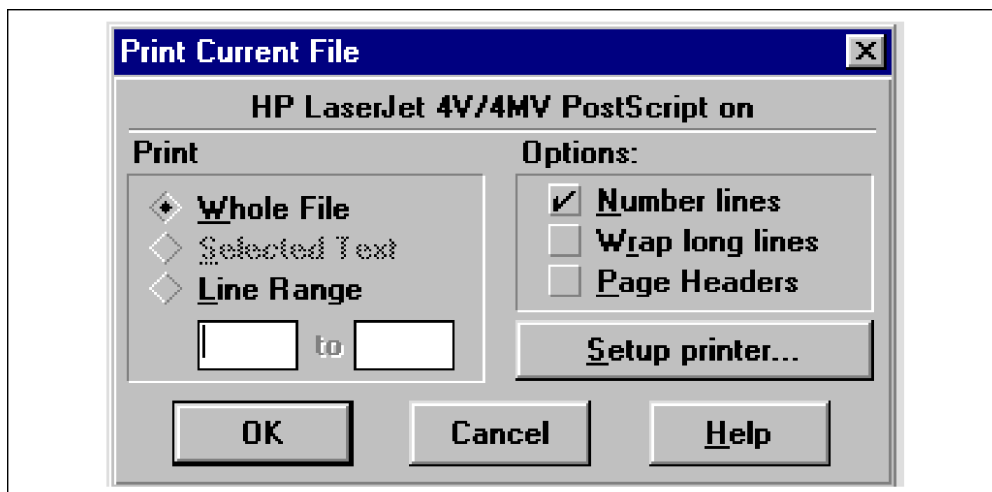 Print Current File
HP LaserJet 4V/4MV PostScript on
Print
Whole File
Selected Text
Line Range
to
Options:
Number lines
Wrap long lines
Page Headers
Setup printer...
OK
Cancel
Help